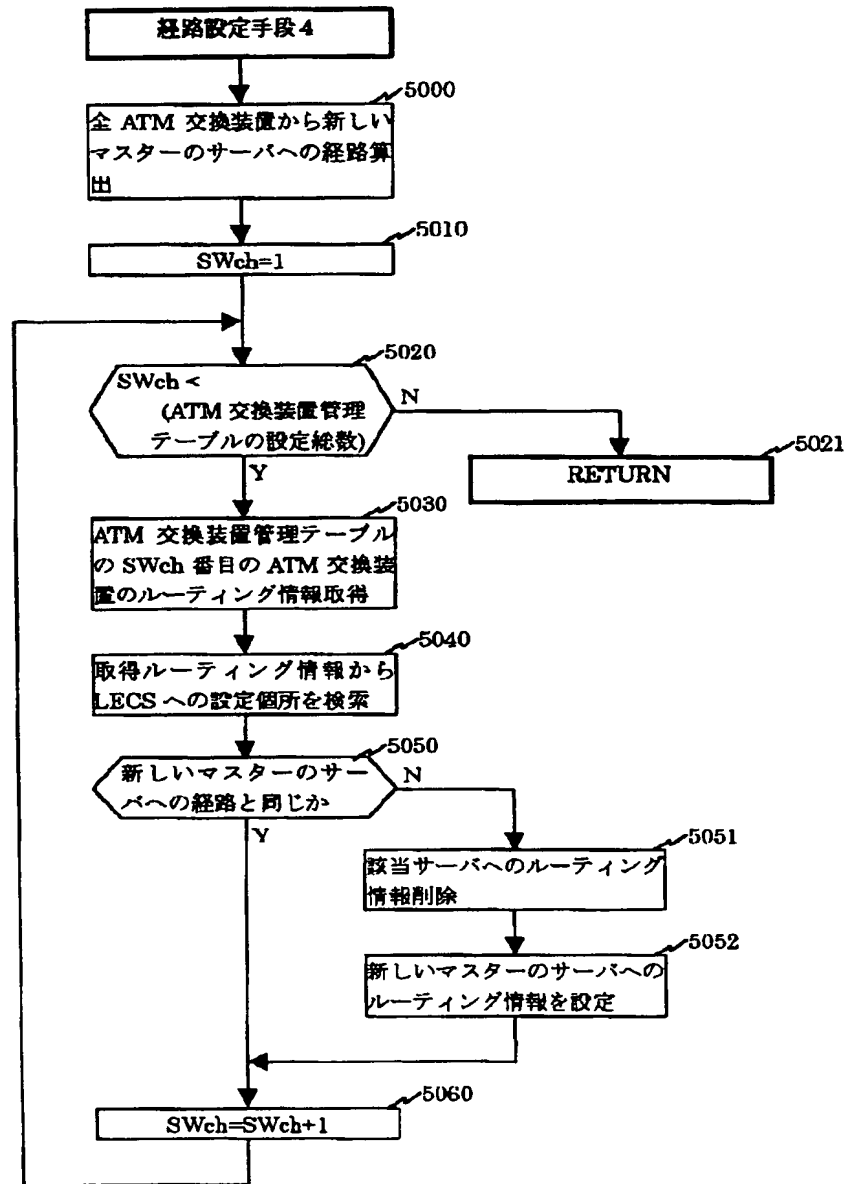 経路設定手段4
5000
全 ATM 交換装置から新しい
マスターのサーバへの経路算
出
5010
SWch=1
5020
SWch <
(ATM 交換装置管理
テーブルの設定総数)
N
Y
5021
RETURN
5030
ATM 交換装置管理テーブル
の SWch 番目の ATM 交換装
置のルーティング情報取得
5040
取得ルーティング情報から
LECS への設定個所を検索
5050
新しいマスターのサー
バへの経路と同じか
N
Y
5051
該当サーバへのルーティング
情報削除
5052
新しいマスターのサーバへの
ルーティング情報を設定
5060
SWch=SWch+1